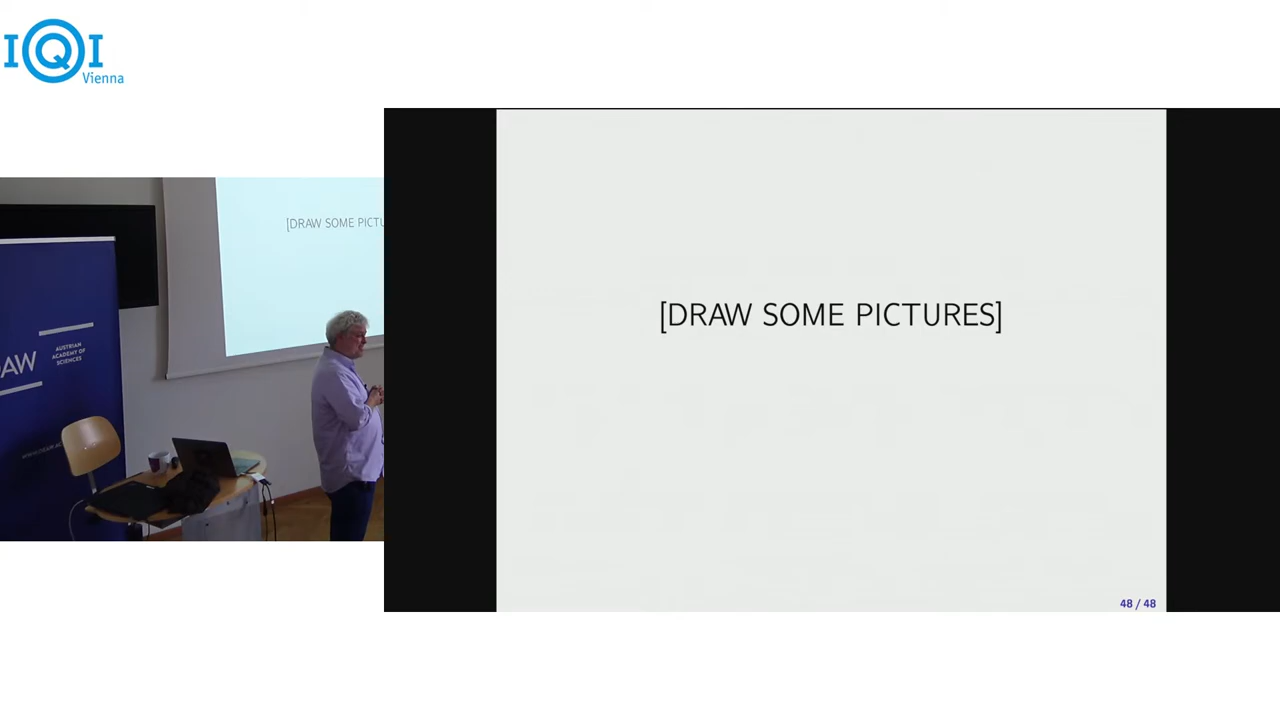 IQI
Vienna
[DRAW SOME PICTU
AUSTRIAN
ACADEMY OF
SCIENCES
AW
[DRAW SOME PICTURES]
48 / 48